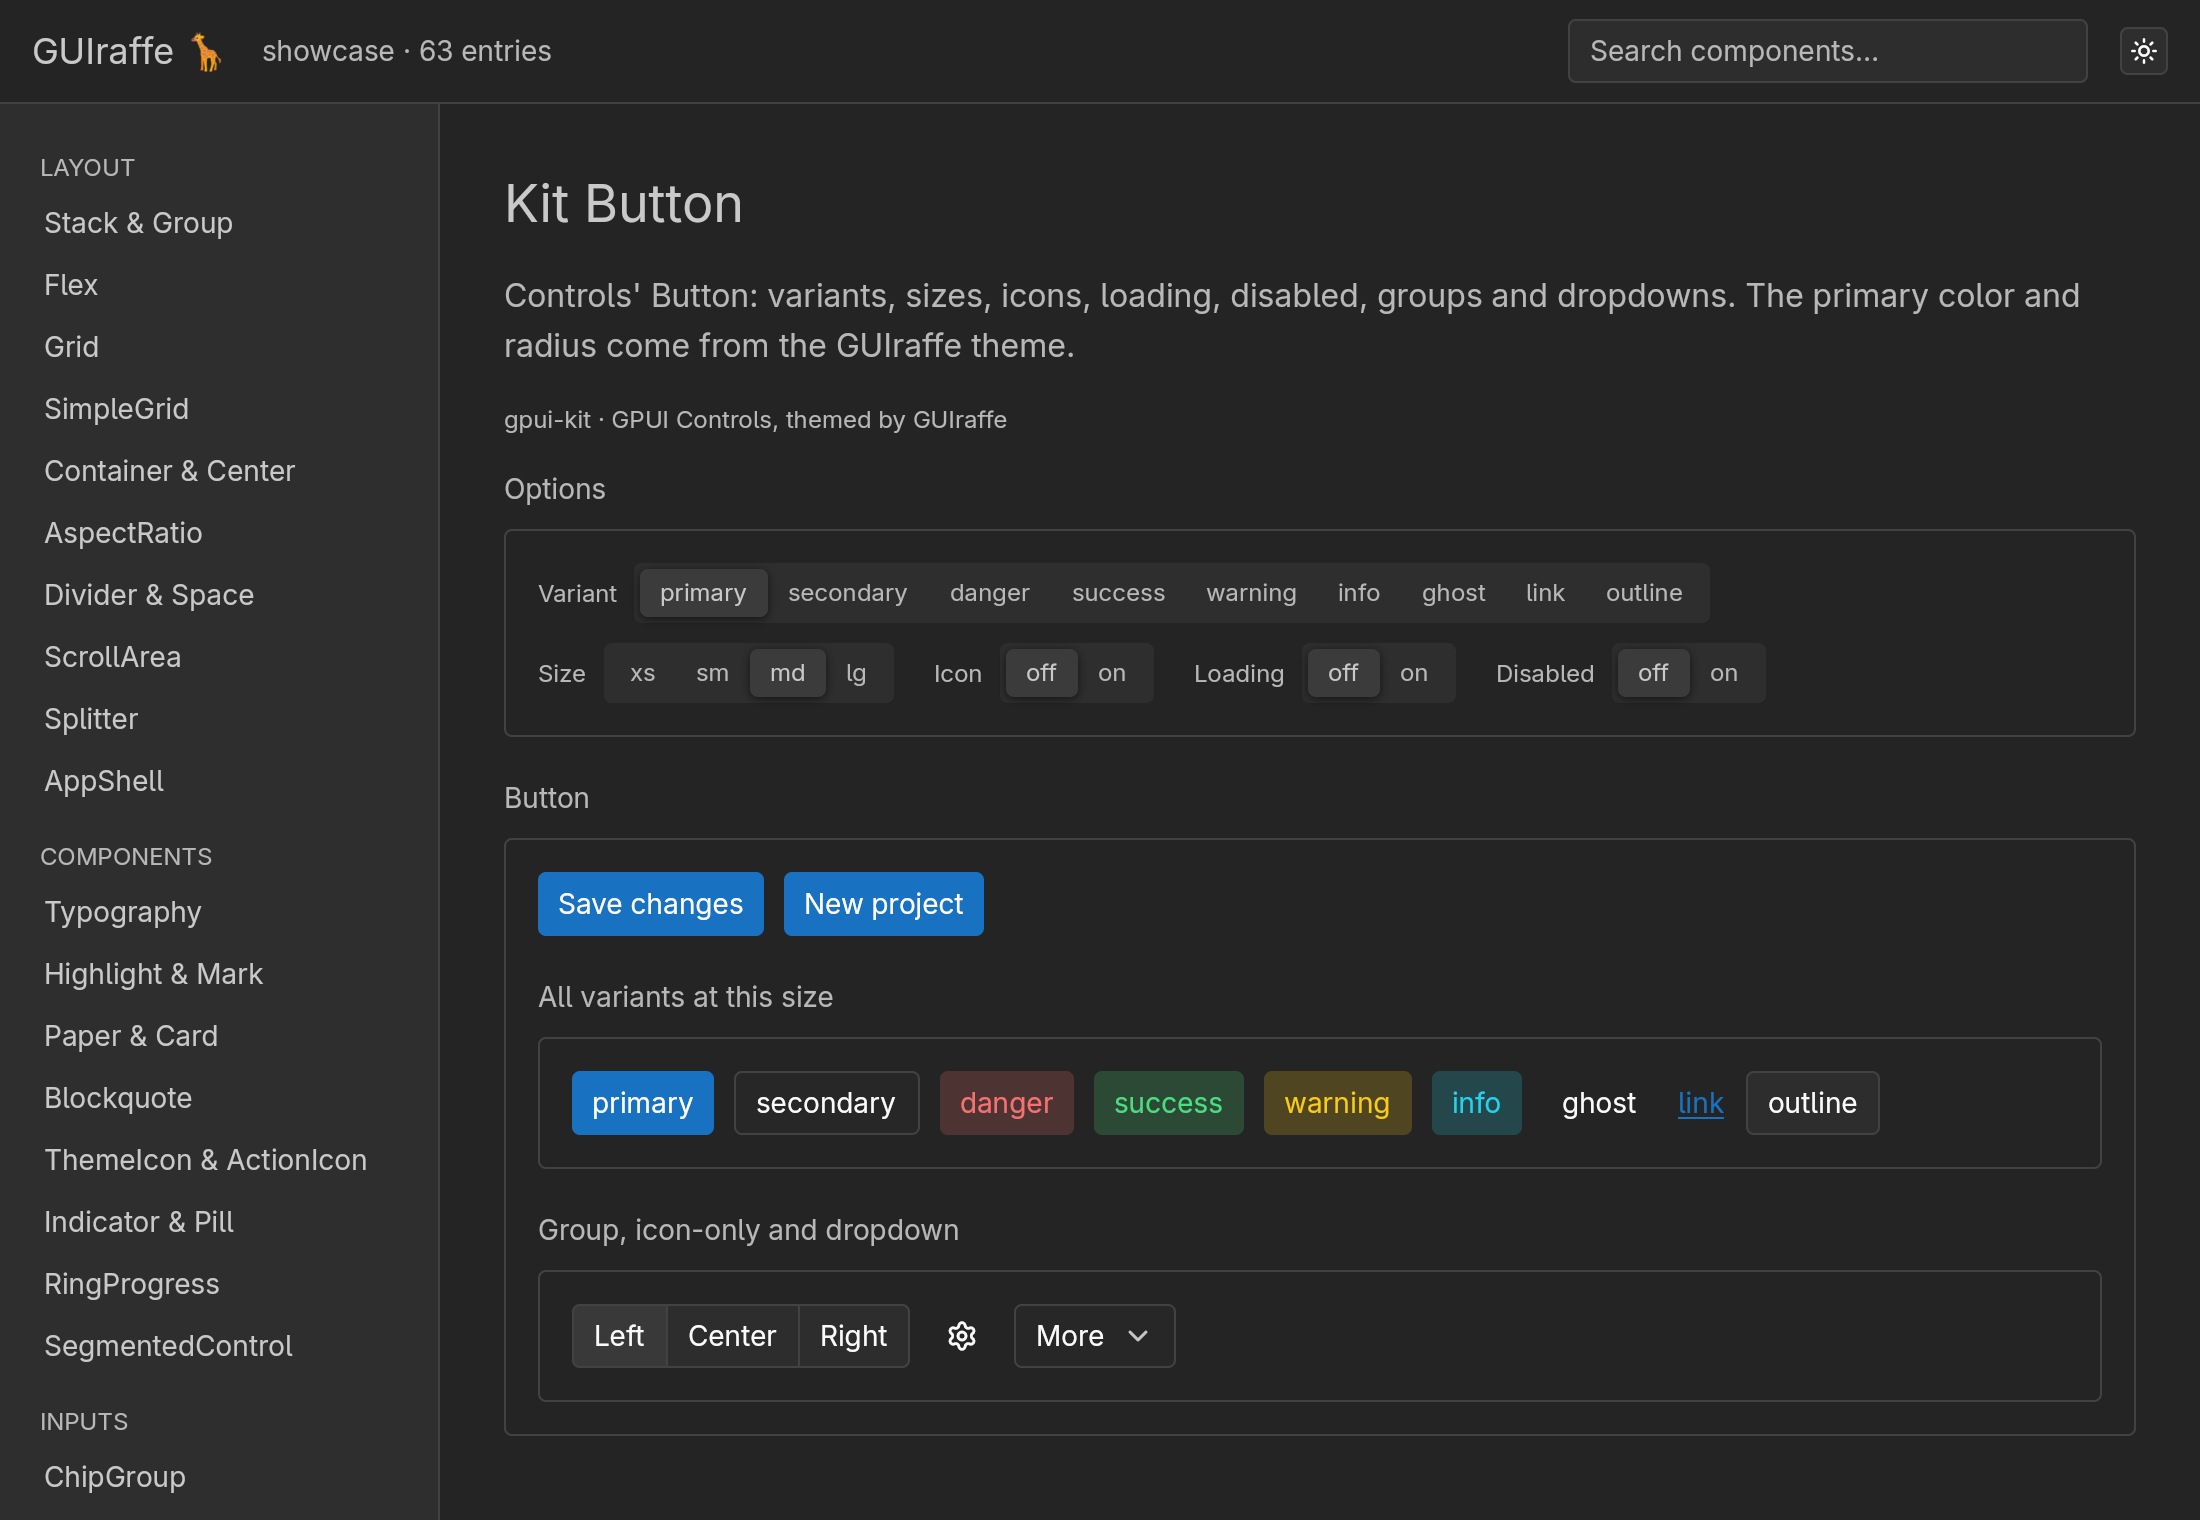 GUIraffe 🦒 showcase · 63 entries
Search components...
LAYOUT
Stack & Group
Flex
Grid
SimpleGrid
Container & Center
AspectRatio
Divider & Space
ScrollArea
Splitter
AppShell
COMPONENTS
Typography
Highlight & Mark
Paper & Card
Blockquote
ThemeIcon & ActionIcon
Indicator & Pill
RingProgress
SegmentedControl
INPUTS
ChipGroup
Kit Button
Controls' Button: variants, sizes, icons, loading, disabled, groups and dropdowns. The primary color and
radius come from the GUIraffe theme.
gpui-kit · GPUI Controls, themed by GUIraffe
Options
Variant primary secondary danger success warning info ghost link outline
Size xs sm md lg Icon off on Loading off on Disabled off on
Button
Save changes New project
All variants at this size
primary secondary danger success warning info ghost link outline
Group, icon-only and dropdown
Left Center Right More